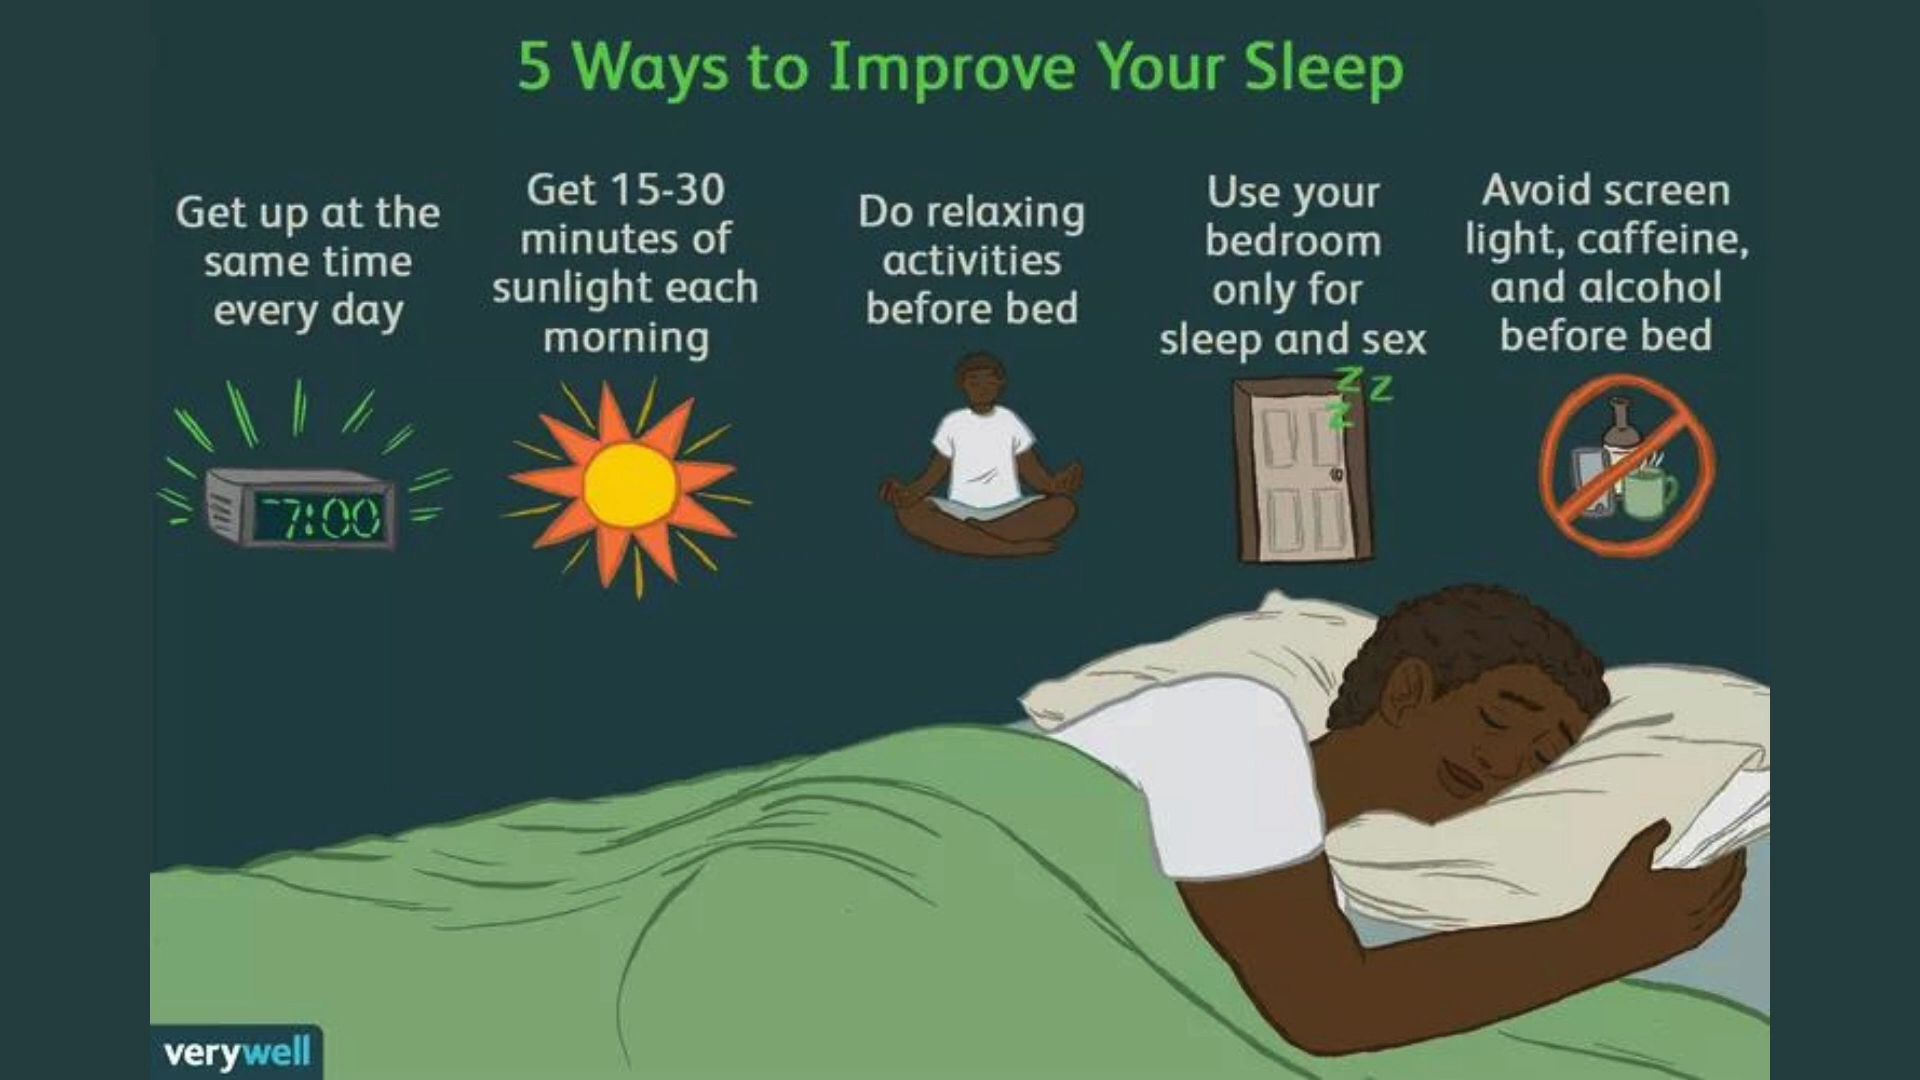 5 Ways to Improve Your Sleep
Get up at the
same time
every day
Get 15-30
minutes of
sunlight each
morning
Do relaxing
activities
before bed
Use your
bedroom
only for
sleep and sex
Avoid screen
light, caffeine,
and alcohol
before bed
7:00
z z
z
verywell